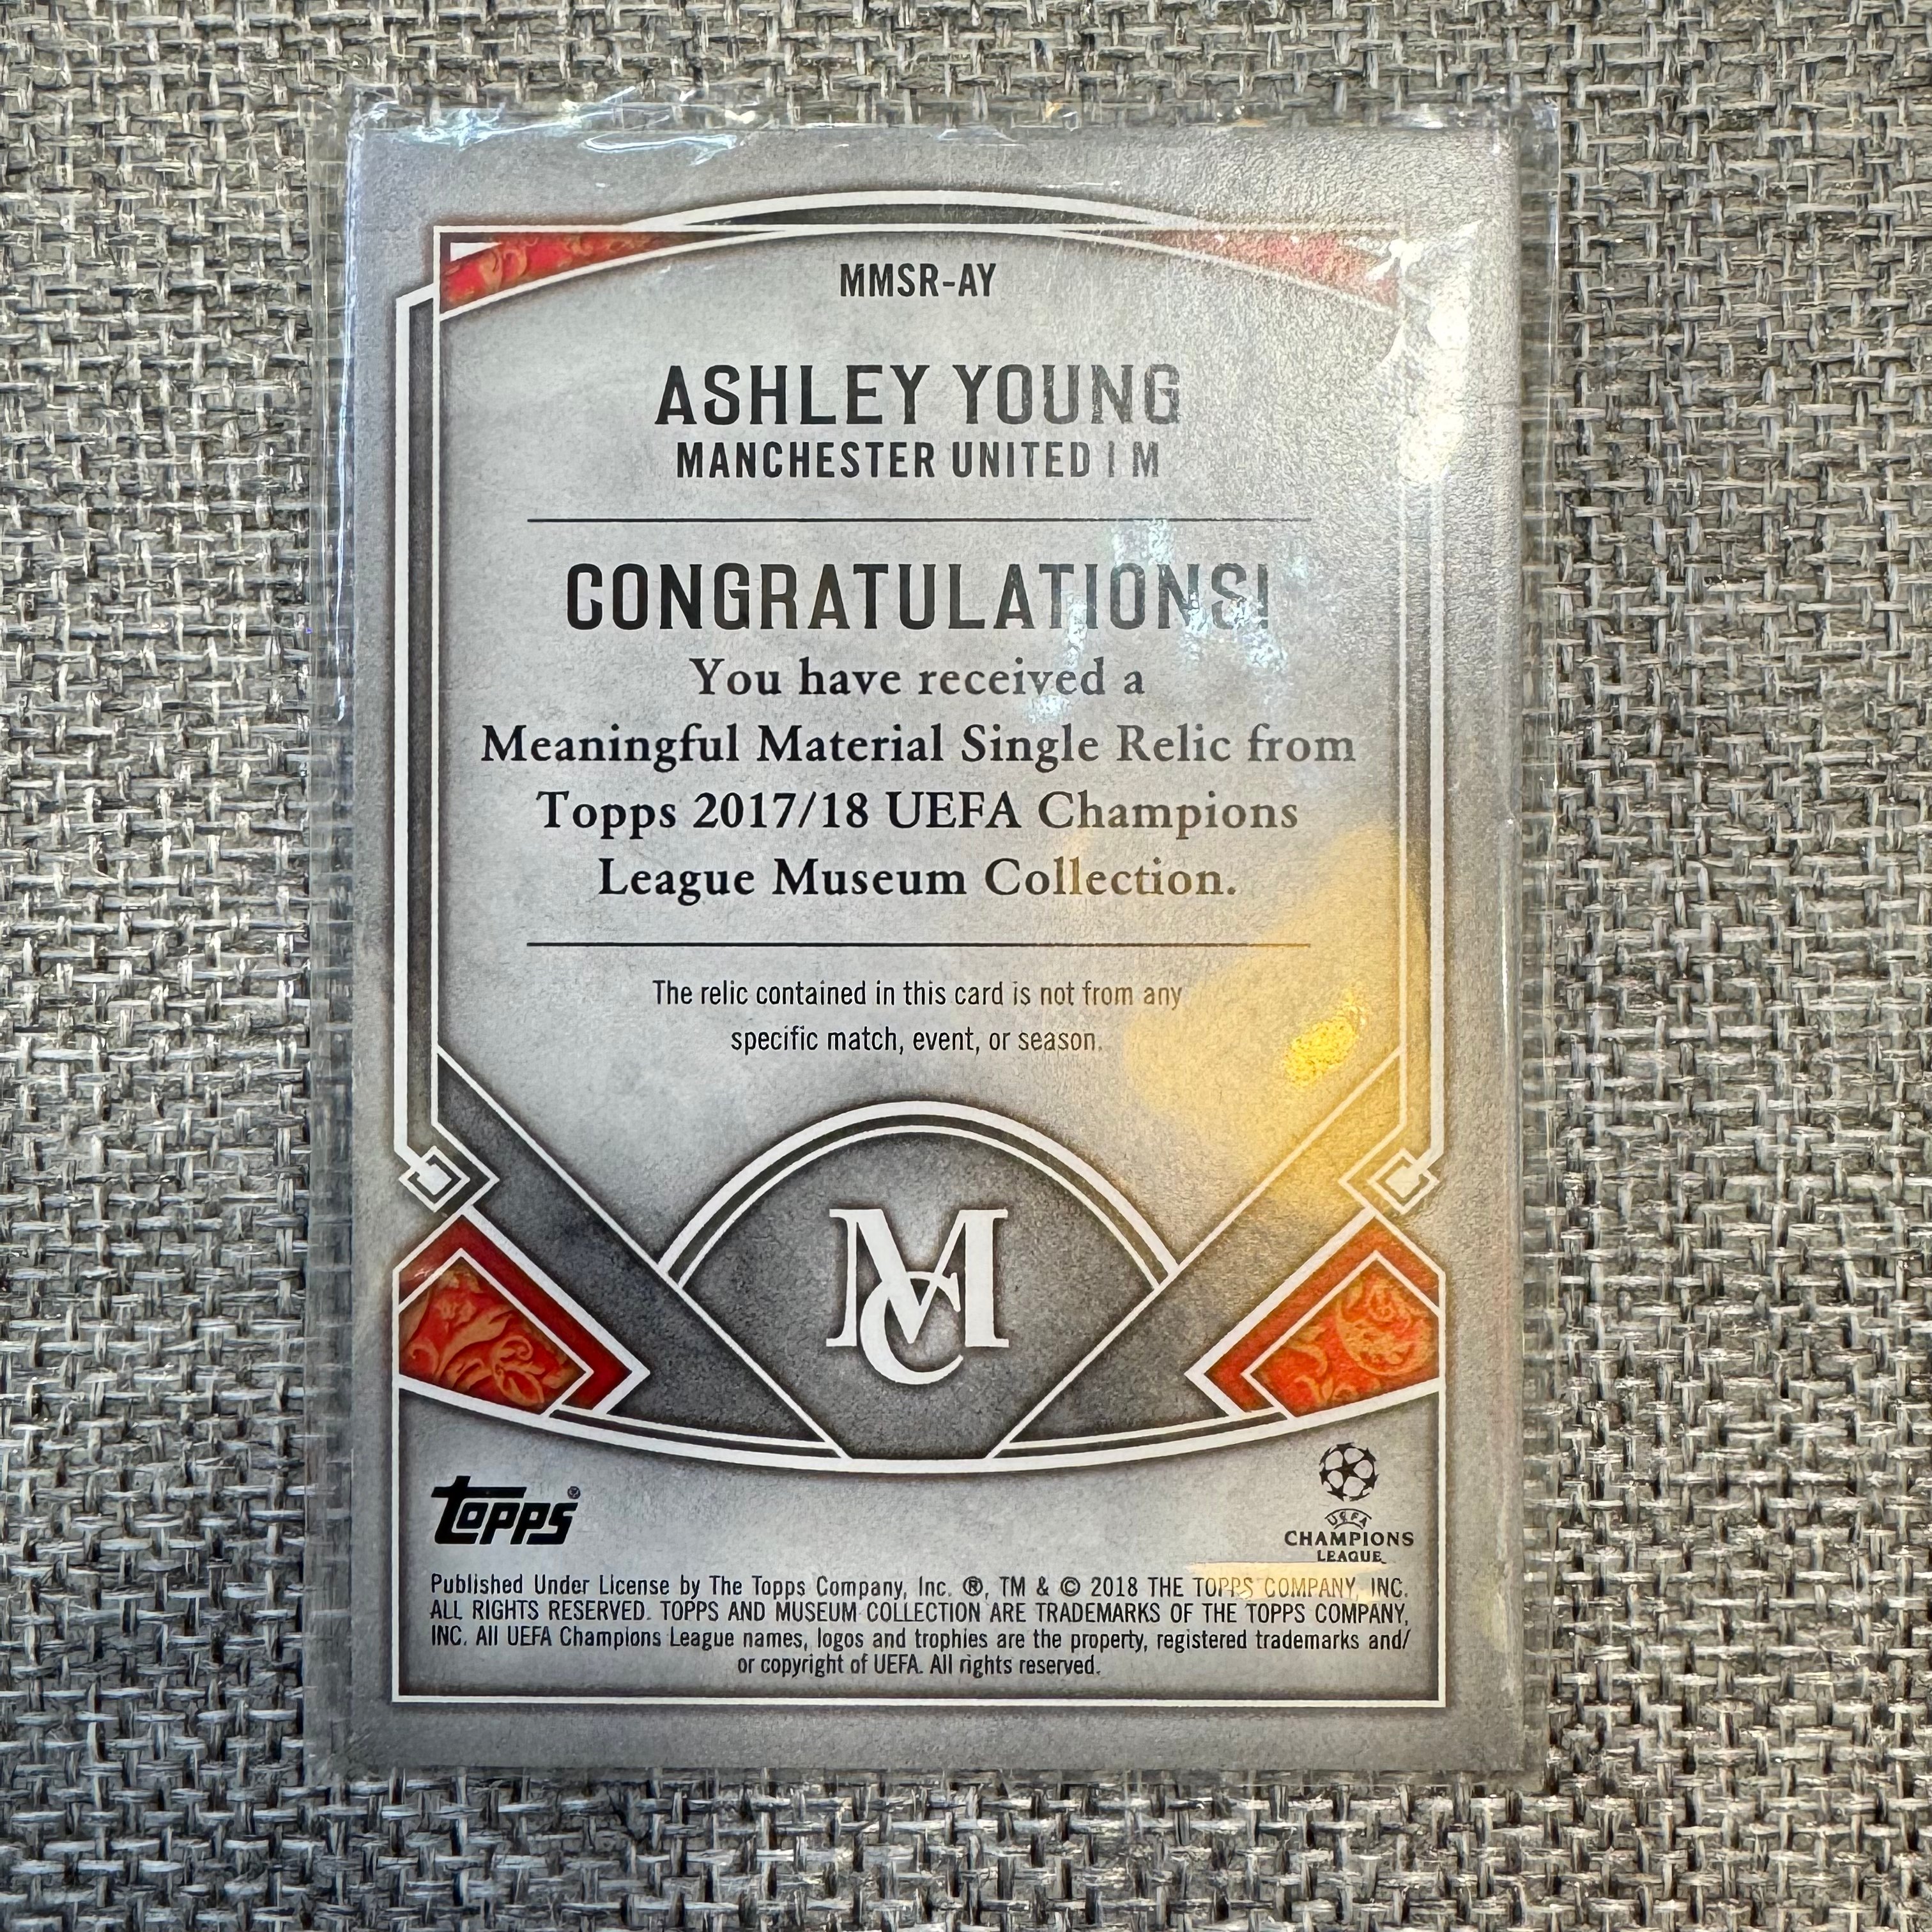 MMSR-AY
ASHLEY YOUNG
MANCHESTER UNITED | M
CONGRATULATIONS!
You have received a
Meaningful Material Single Relic from
Topps 2017/18 UEFA Champions
League Museum Collection.
The relic contained in this card is not from any
specific match, event, or season.
MC
topps®
UEFA
CHAMPIONS
LEAGUE
Published Under License by The Topps Company, Inc. ®, TM & © 2018 THE TOPPS COMPANY, INC.
ALL RIGHTS RESERVED. TOPPS AND MUSEUM COLLECTION ARE TRADEMARKS OF THE TOPPS COMPANY,
INC. All UEFA Champions League names, logos and trophies are the property, registered trademarks and/
or copyright of UEFA. All rights reserved.